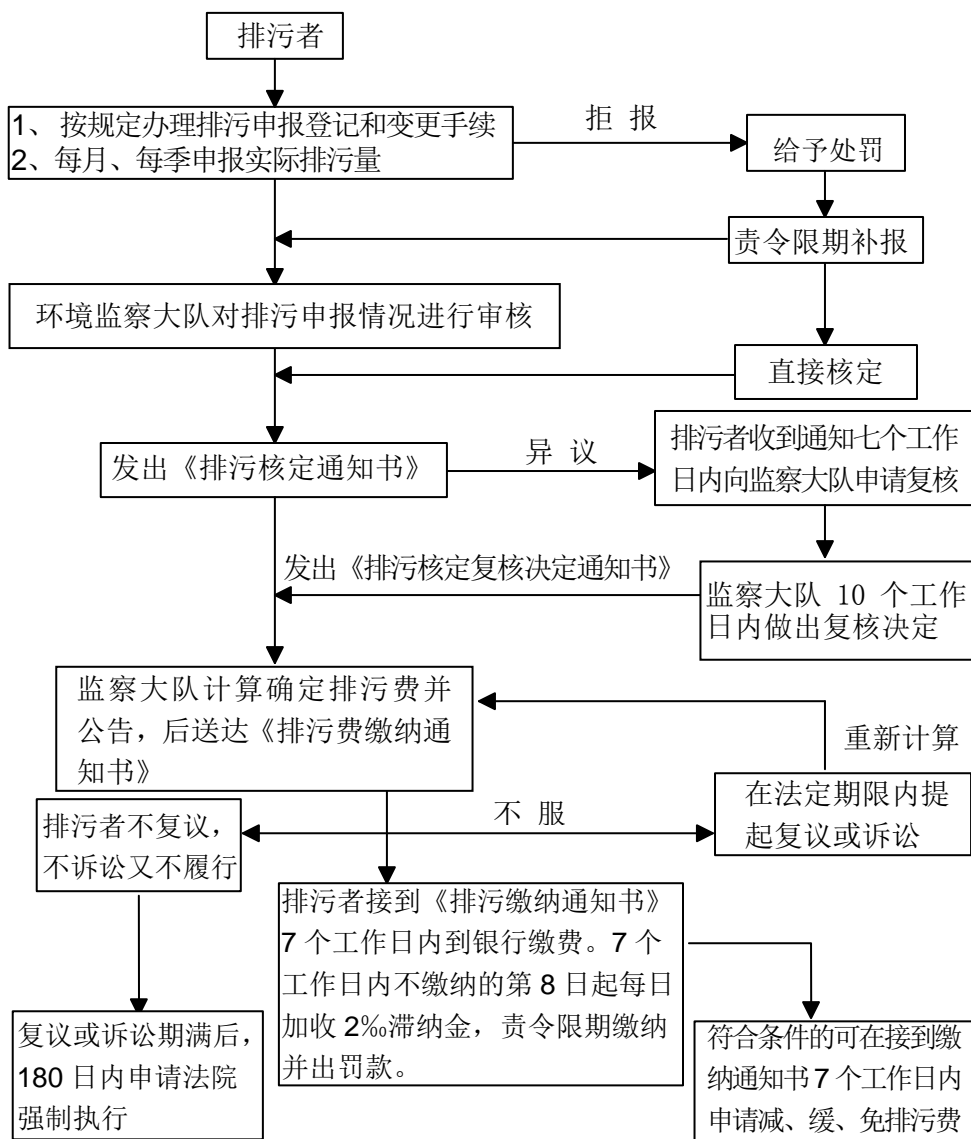 排污者
1、按规定办理排污申报登记和变更手续
2、每月、每季申报实际排污量
拒 报
给予处罚
责令限期补报
环境监察大队对排污申报情况进行审核
直接核定
发出《排污核定通知书》
异 议
排污者收到通知七个工作
日内向监察大队申请复核
发出《排污核定复核决定通知书》
监察大队 10 个工作
日内做出复核决定
监察大队计算确定排污费并
公告，后送达《排污费缴纳通
知书》
重新计算
排污者不复议，
不诉讼又不履行
不 服
在法定期限内提
起复议或诉讼
排污者接到《排污缴纳通知书》
7 个工作日内到银行缴费。7 个
工作日内不缴纳的第 8 日起每日
加收 2‰滞纳金，责令限期缴纳
并出罚款。
复议或诉讼期满后，
180 日内申请法院
强制执行
符合条件的可在接到缴
纳通知书 7 个工作日内
申请减、缓、免排污费